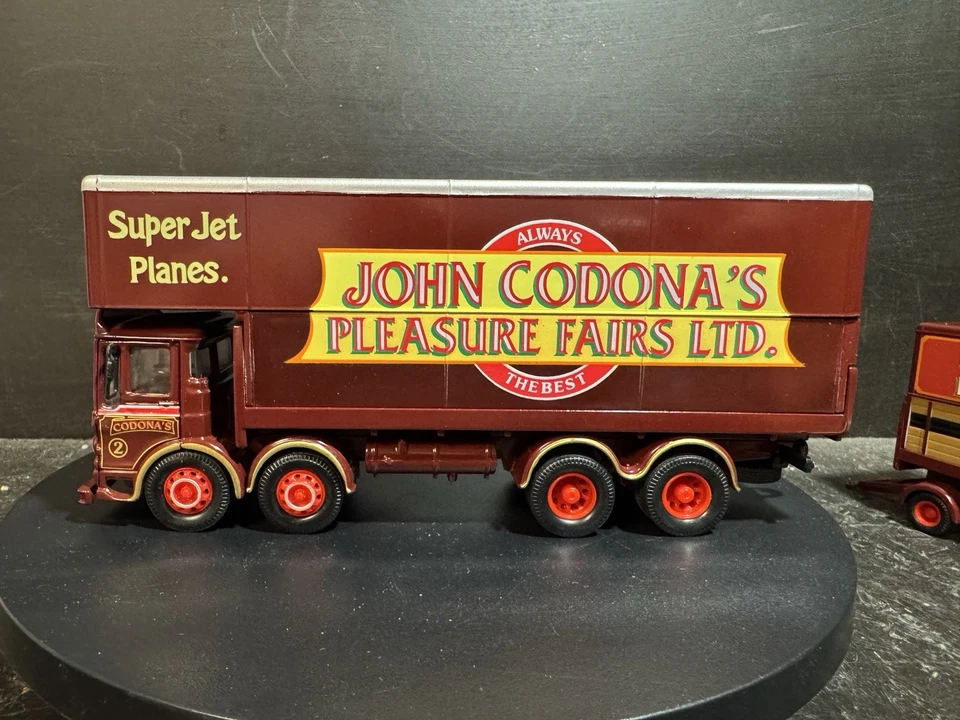 Super Jet
Planes.
ALWAYS
JOHN CODONA'S
PLEASURE FAIRS LTD.
THE BEST
CODONA'S
2